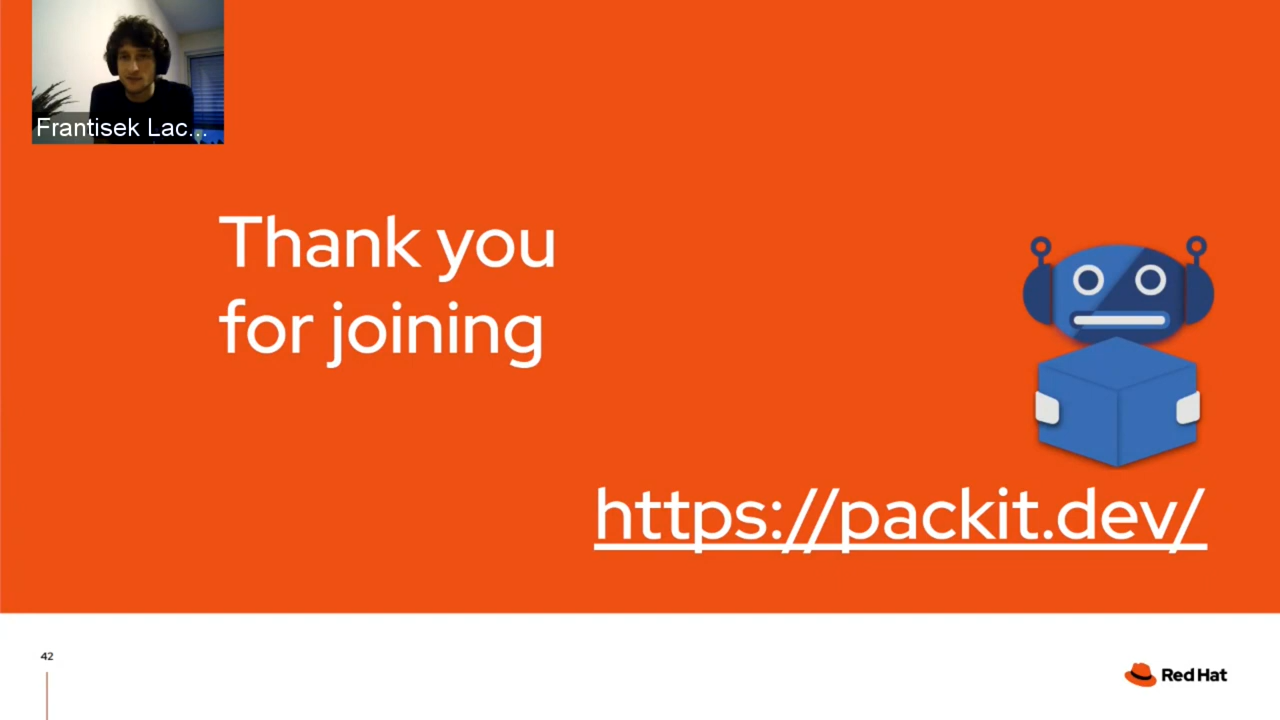 Frantisek Lac...
Thank you
for joining
https://packit.dev/
42
Red Hat